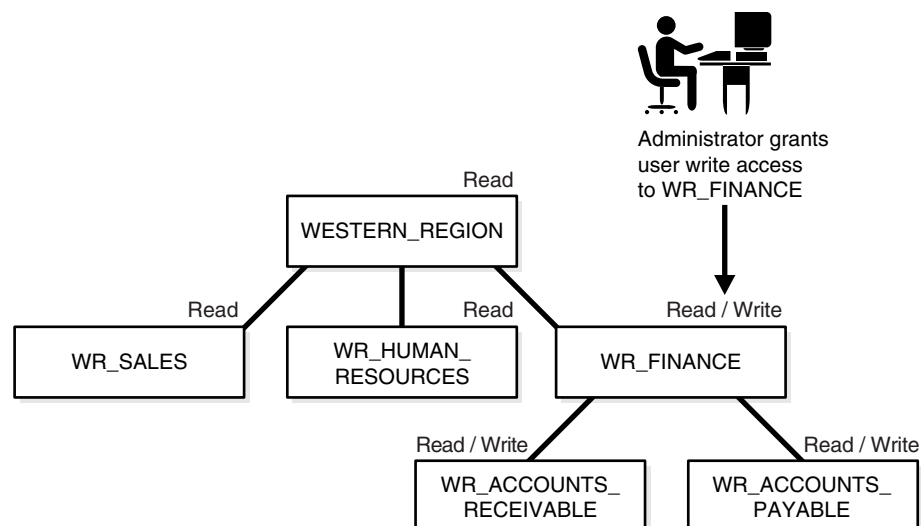 Administrator grants
user write access
to WR_FINANCE
Read
WESTERN_REGION
Read
Read
Read / Write
WR_SALES
WR_HUMAN_
RESOURCES
WR_FINANCE
Read / Write
Read / Write
WR_ACCOUNTS_
RECEIVABLE
WR_ACCOUNTS_
PAYABLE